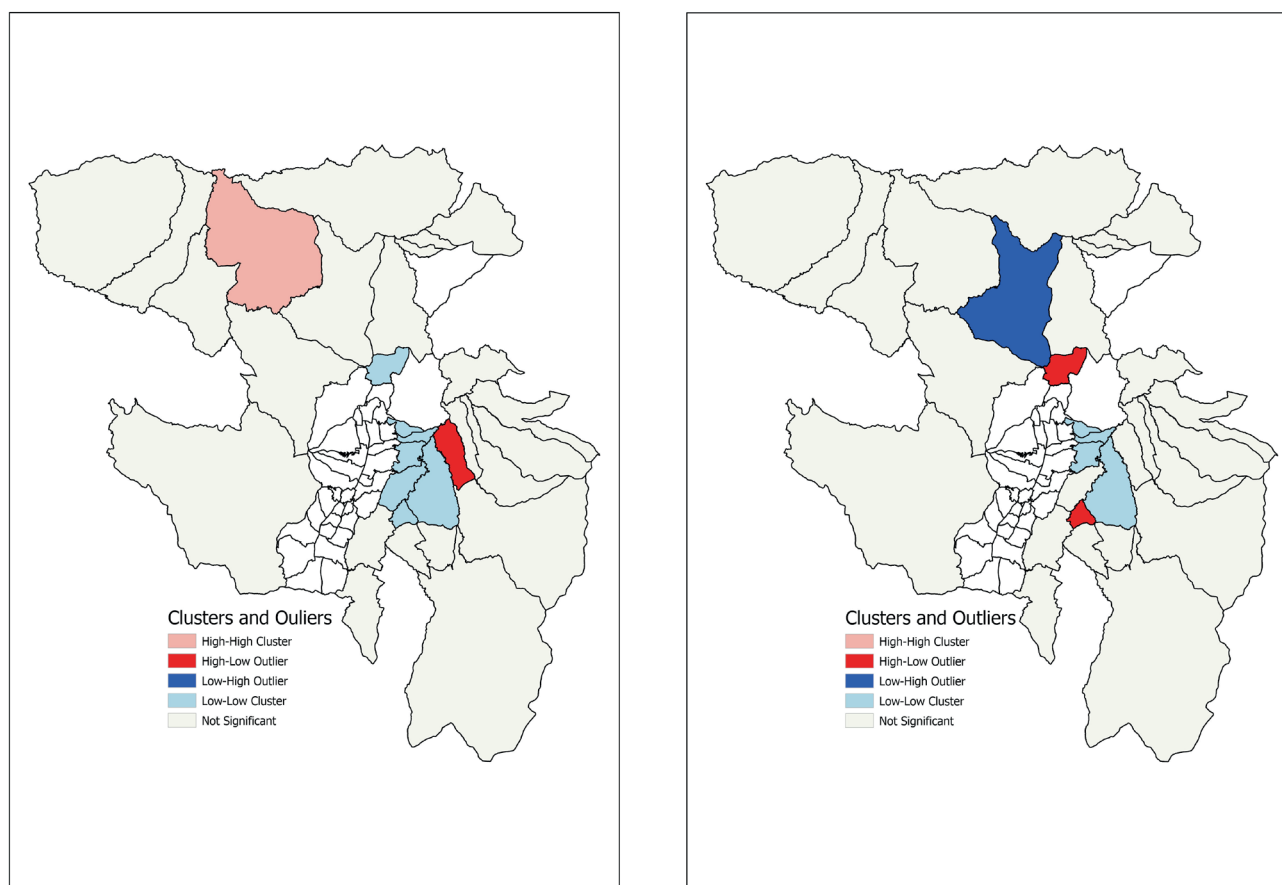 Clusters and Ouliers
High-High Cluster
High-Low Outlier
Low-High Outlier
Low-Low Cluster
Not Significant
Clusters and Outliers
High-High Cluster
High-Low Outlier
Low-High Outlier
Low-Low Cluster
Not Significant